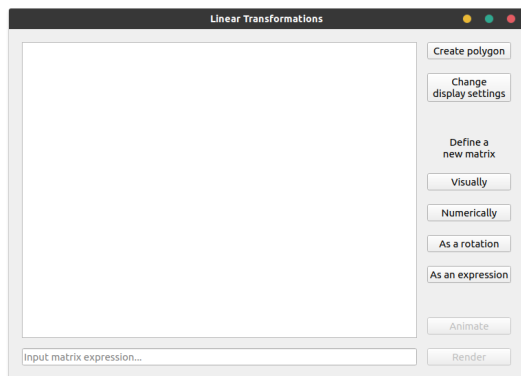 Linear Transformations
Create polygon
Change
display settings
Define a
new matrix
Visually
Numerically
As a rotation
As an expression
Animate
Input matrix expression...
Render